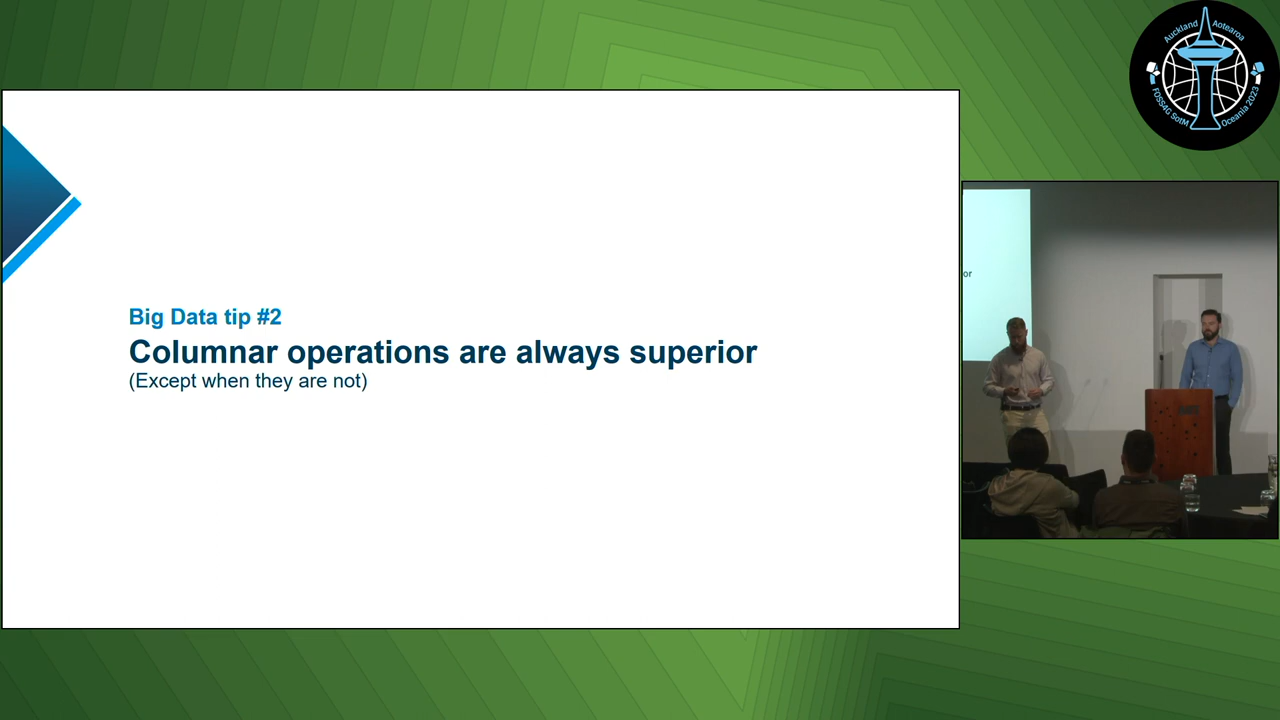 Big Data tip #2
Columnar operations are always superior
(Except when they are not)
Auckland Aotearoa
FOSS4G SotM Oceania 2023
or